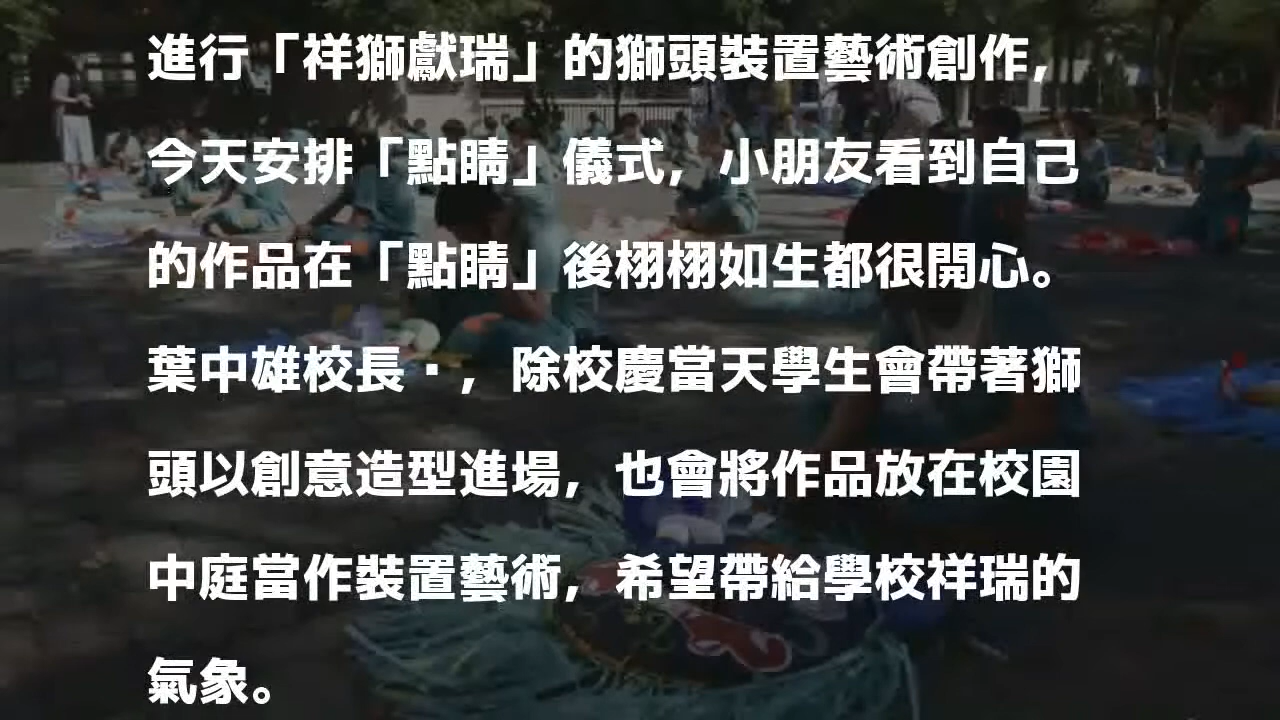 進行「祥獅獻瑞」的獅頭裝置藝術創作,
今天安排「點睛」儀式，小朋友看到自己
的作品在「點睛」後栩栩如生都很開心。
葉中雄校長▪，除校慶當天學生會帶著獅
頭以創意造型進場，也會將作品放在校園
中庭當作裝置藝術，希望帶給學校祥瑞的
氣象。